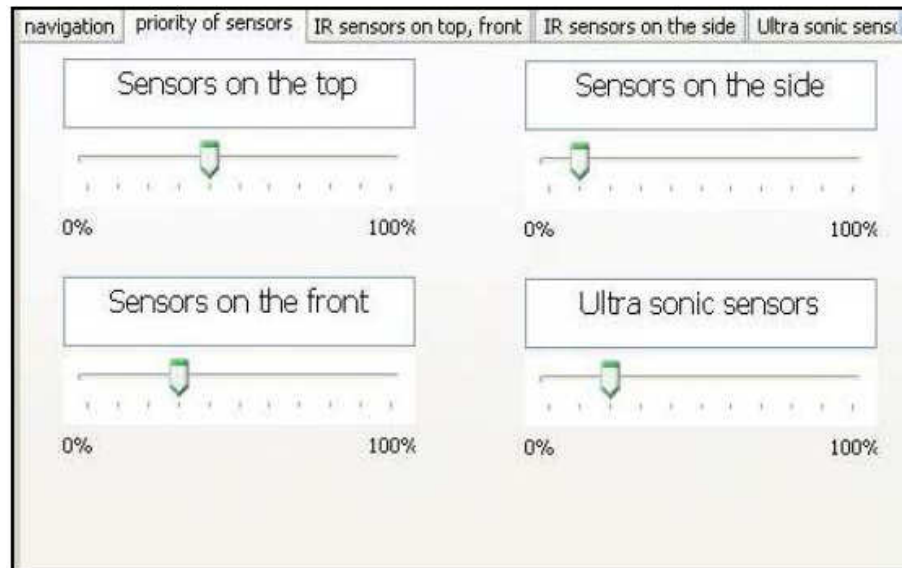 navigation priority of sensors IR sensors on top, front IR sensors on the side Ultra sonic
Sensors on the top
Sensors on the side
0% 100%
0% 100%
Sensors on the front
Ultra sonic sensors
0% 100%
0% 100%